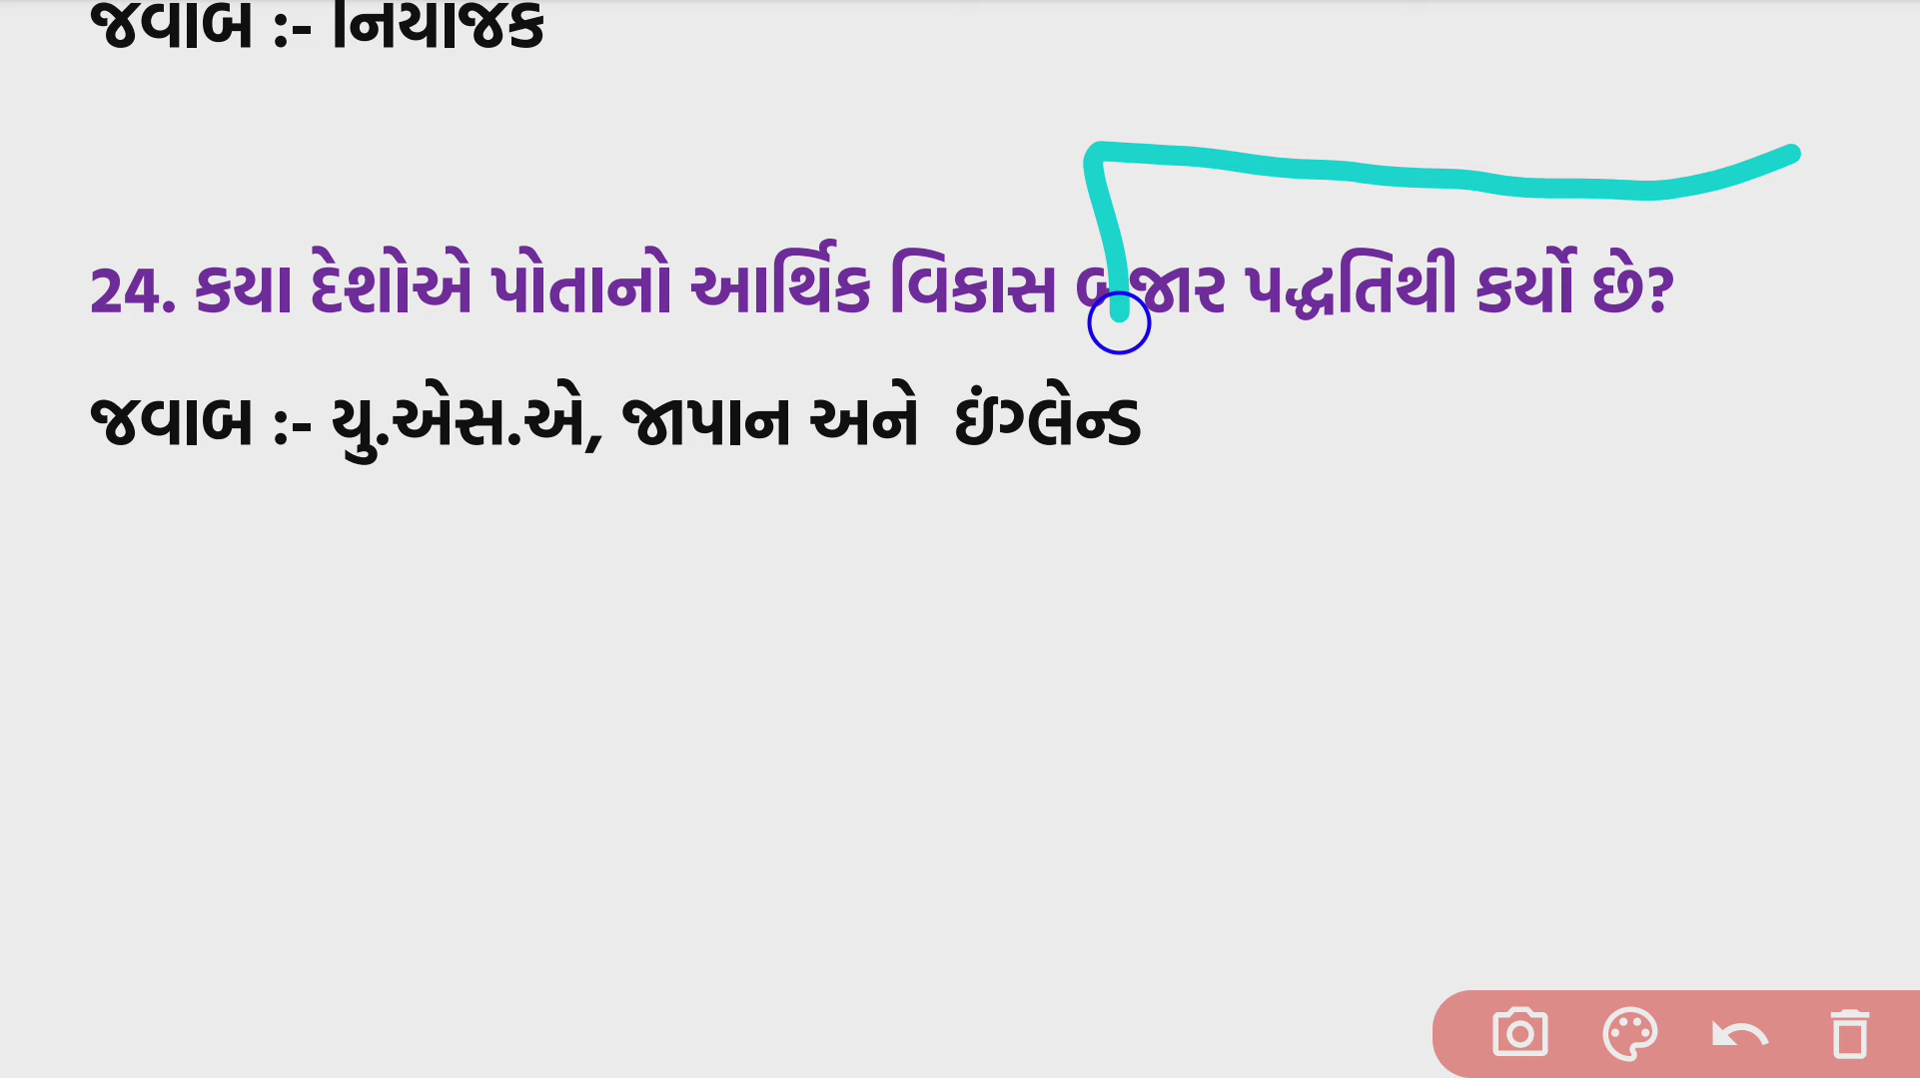 જવાબ :- નિયોજક
24. કયા દેશોએ પોતાનો આર્થિક વિકાસ બજાર પદ્ધતિથી કર્યો છે?
જવાબ :- યુ.એસ.એ, જાપાન અને ઇંગ્લેન્ડ